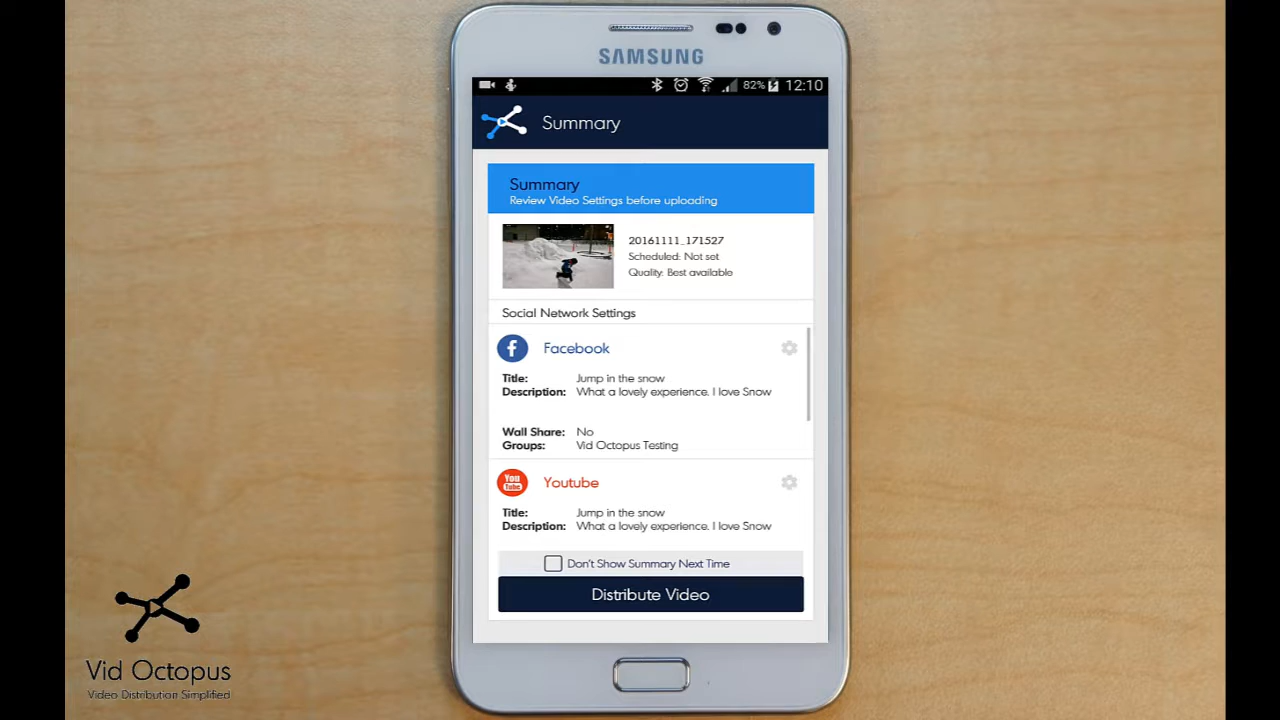 SAMSUNG
82% 12:10
Summary
Summary
Review Video Settings before uploading
20161111_171527
Scheduled: Not set
Quality: Best available
Social Network Settings
f Facebook
Title: Jump in the snow
Description: What a lovely experience. I love Snow
Wall Share: No
Groups: Vid Octopus Testing
You Tube Youtube
Title: Jump in the snow
Description: What a lovely experience. I love Snow
Don't Show Summary Next Time
Distribute Video
Vid Octopus
Video Distribution Simplified